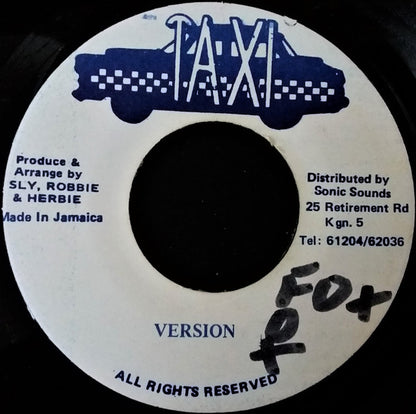 TAXI
Produce &
Arrange by
SLY, ROBBIE
& HERBIE
Made In Jamaica
Distributed by
Sonic Sounds
25 Retirement Rd
Kgn. 5
Tel: 61204/62036
FOX
VERSION
ALL RIGHTS RESERVED